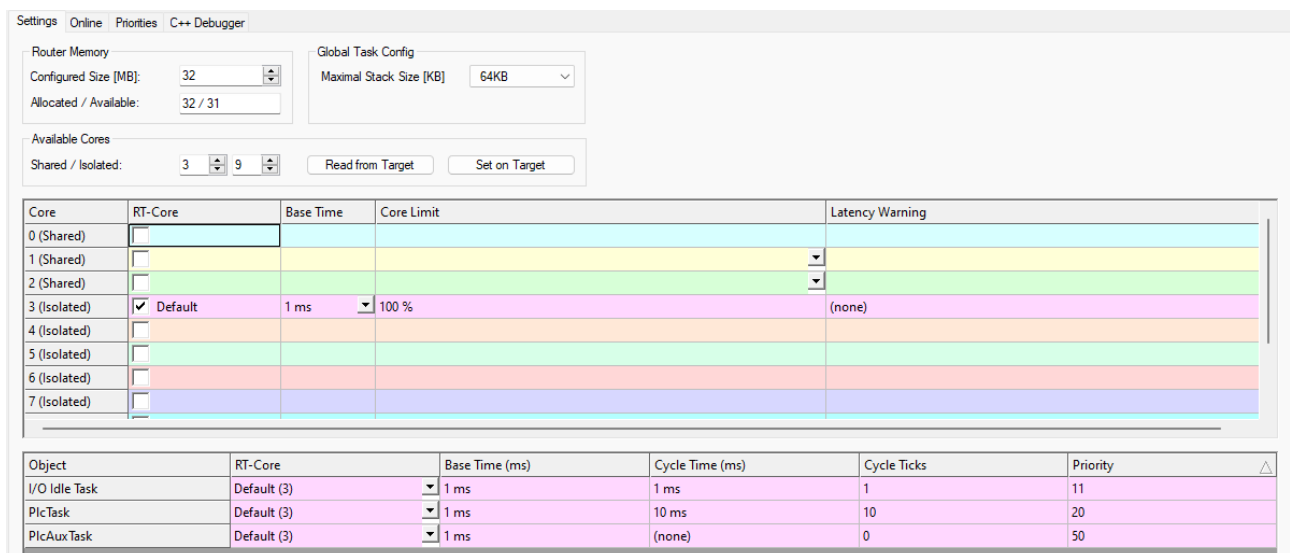 Settings Online Priorities C++ Debugger
Router Memory
Configured Size [MB]: 32
Allocated / Available: 32 / 31
Global Task Config
Maximal Stack Size [KB] 64KB
Available Cores
Shared / Isolated: 3 9 Read from Target Set on Target
Core RT-Core Base Time Core Limit Latency Warning
0 (Shared)
1 (Shared)
2 (Shared)
3 (Isolated) Default 1 ms 100 % (none)
4 (Isolated)
5 (Isolated)
6 (Isolated)
7 (Isolated)
Object RT-Core Base Time (ms) Cycle Time (ms) Cycle Ticks Priority
I/O Idle Task Default (3) 1 ms 1 ms 1 11
PlcTask Default (3) 1 ms 10 ms 10 20
PlcAuxTask Default (3) 1 ms (none) 0 50